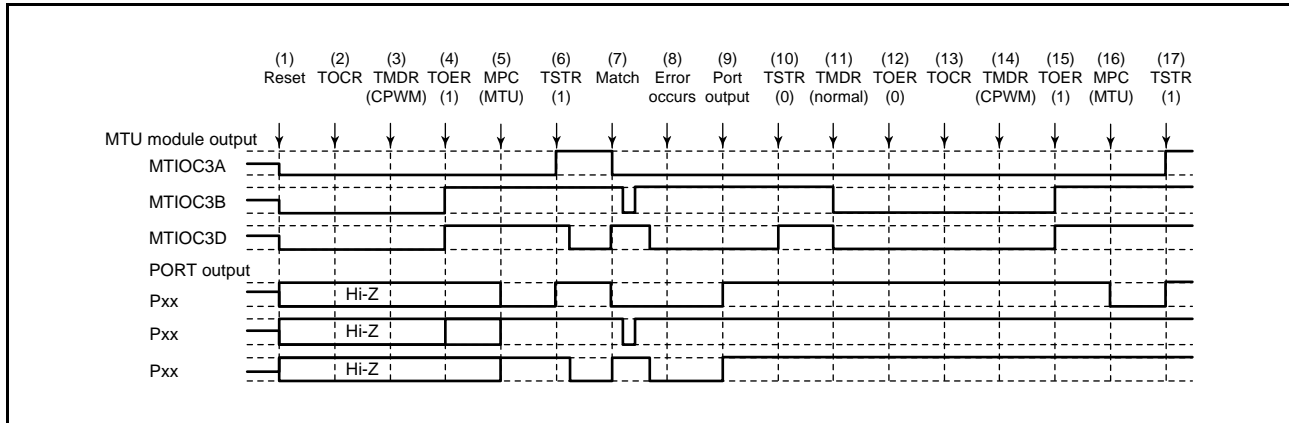 (1) (2) (3) (4) (5) (6) (7) (8) (9) (10) (11) (12) (13) (14) (15) (16) (17)
Reset TOCR TMDR TOER MPC TSTR Match Error Port TSTR TMDR TOER TOCR TMDR TOER MPC TSTR
(CPWM) (1) (MTU) (1) occurs output (0) (normal) (0) (CPWM) (1) (MTU) (1)
MTU module output
MTIOC3A
MTIOC3B
MTIOC3D
PORT output
Pxx Hi-Z
Pxx Hi-Z
Pxx Hi-Z